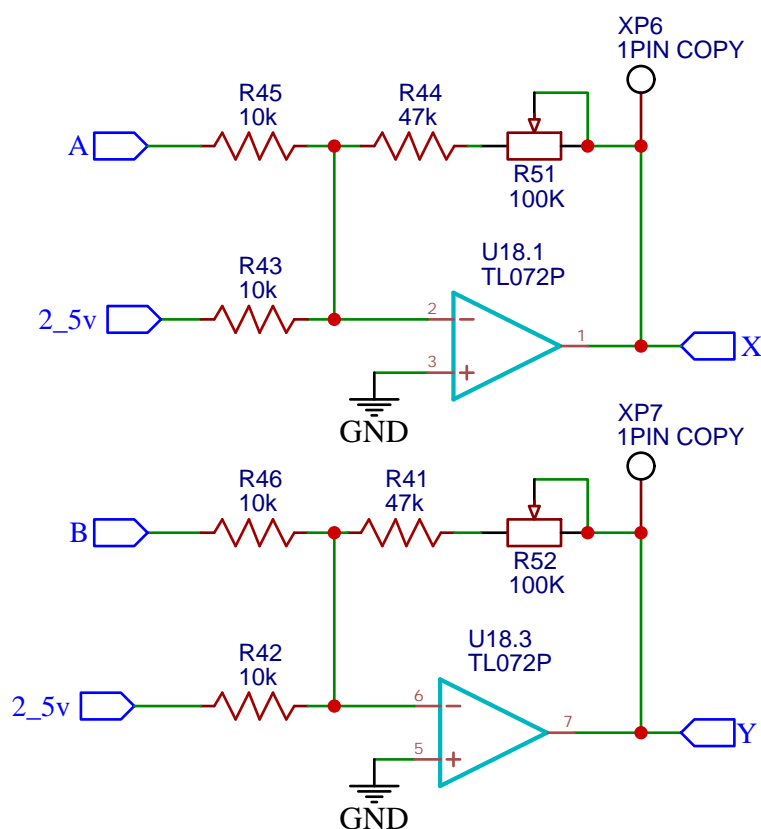 XP6
1PIN COPY
R45
10k
R44
47k
A
R51
100K
R43
10k
U18.1
TL072P
2_5v
2
1
X
3
GND
XP7
1PIN COPY
R46
10k
R41
47k
B
R52
100K
R42
10k
U18.3
TL072P
2_5v
6
7
Y
5
GND